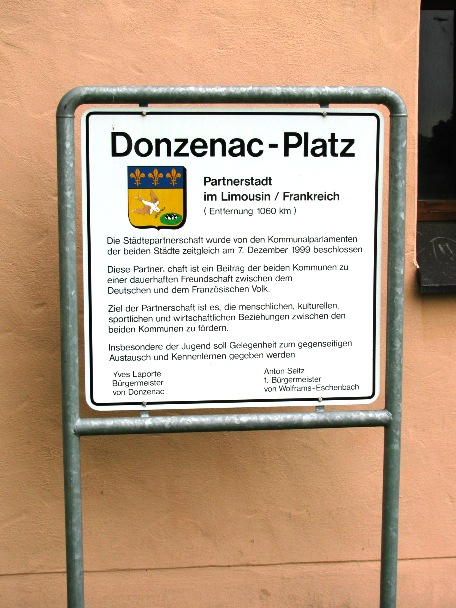 Donzenac-Platz
Partnerstadt
im Limousin / Frankreich
( Entfernung 1060 km )
Die Städtepartnerschaft wurde von den Kommunalparlamenten
der beiden Städte zeitgleich am 7. Dezember 1999 beschlossen
Diese Partner. chaft ist ein Beitrag der beiden Kommunen zu
einer dauerhaften Freundschaft zwischen dem
Deutschen und dem Französischen Volk.
Ziel der Partnerschaft ist es, die menschlichen, kulturellen,
sportlichen und wirtschaftlichen Beziehungen zwischen den
beiden Kommunen zu fördern.
Insbesondere der Jugend soll Gelegenheit zum gegenseitigen
Austausch und Kennenlernen gegeben werden
Yves Laporte
Bürgermeister
von Donzenac
Anton Seitz
1. Bürgermeister
von Wolframs-Eschenbach